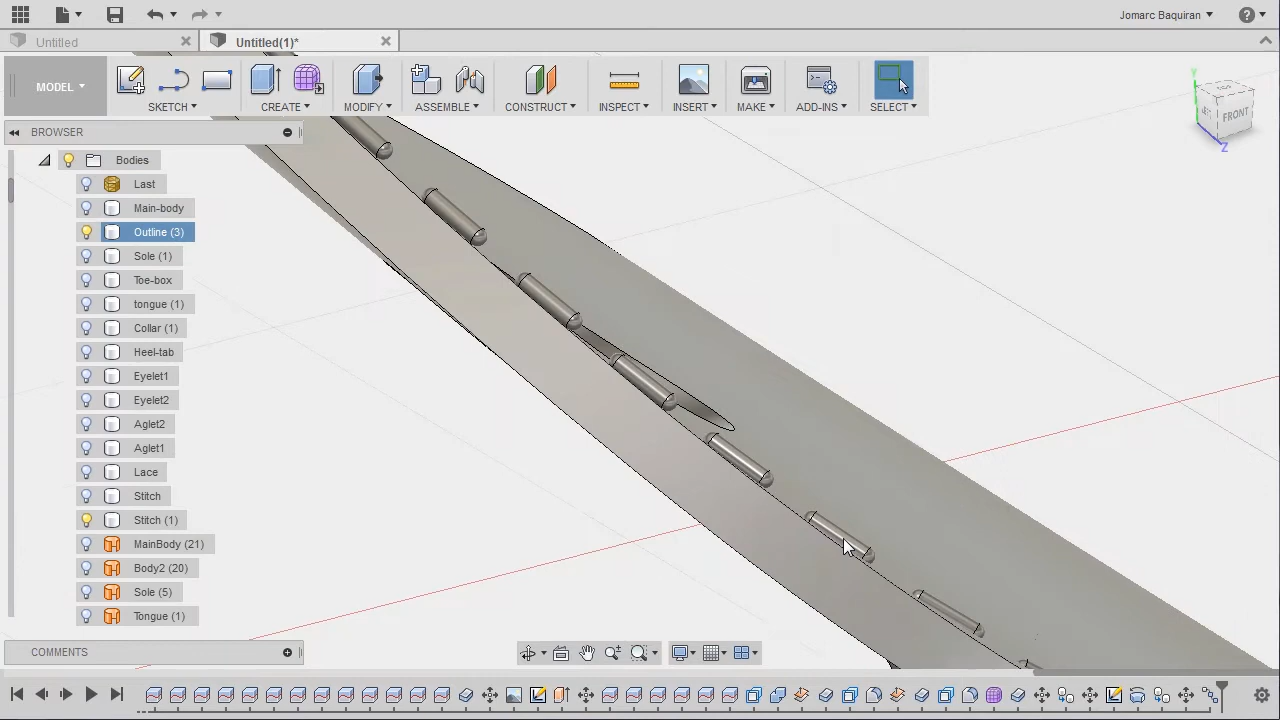 Jomarc Baquiran
Untitled
Untitled(1)*
MODEL
SKETCH
CREATE
MODIFY
ASSEMBLE
CONSTRUCT
INSPECT
INSERT
MAKE
ADD-INS
SELECT
Y
FRONT
Z
BROWSER
Bodies
Last
Main-body
Outline (3)
Sole (1)
Toe-box
tongue (1)
Collar (1)
Heel-tab
Eyelet1
Eyelet2
Aglet2
Aglet1
Lace
Stitch
Stitch (1)
MainBody (21)
Body2 (20)
Sole (5)
Tongue (1)
COMMENTS